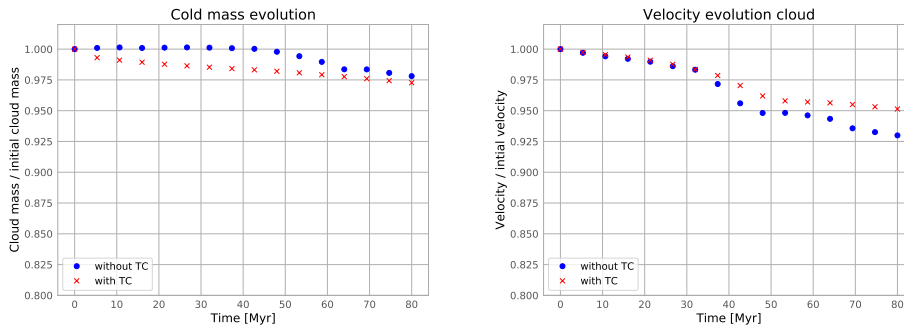 Cold mass evolution
Cloud mass / initial cloud mass
1.000
0.975
0.950
0.925
0.900
0.875
0.850
0.825
0.800
without TC
with TC
0 10 20 30 40 50 60 70 80
Time [Myr]
Velocity evolution cloud
Velocity / intial velocity
1.000
0.975
0.950
0.925
0.900
0.875
0.850
0.825
0.800
without TC
with TC
0 10 20 30 40 50 60 70 80
Time [Myr]